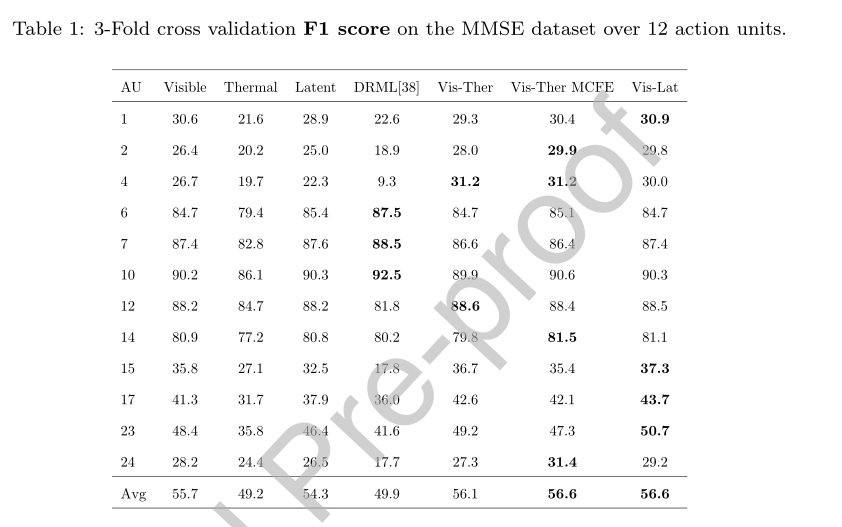 Table 1: 3-Fold cross validation F1 score on the MMSE dataset over 12 action units.
AU Visible Thermal Latent DRML[38] Vis-Ther Vis-Ther MCFE Vis-Lat
1 30.6 21.6 28.9 22.6 29.3 30.4 30.9
2 26.4 20.2 25.0 18.9 28.0 29.9 29.8
4 26.7 19.7 22.3 9.3 31.2 31.2 30.0
6 84.7 79.4 85.4 87.5 84.7 85.1 84.7
7 87.4 82.8 87.6 88.5 86.6 86.4 87.4
10 90.2 86.1 90.3 92.5 89.9 90.6 90.3
12 88.2 84.7 88.2 81.8 88.6 88.4 88.5
14 80.9 77.2 80.8 80.2 79.8 81.5 81.1
15 35.8 27.1 32.5 17.8 36.7 35.4 37.3
17 41.3 31.7 37.9 36.0 42.6 42.1 43.7
23 48.4 35.8 46.4 41.6 49.2 47.3 50.7
24 28.2 24.4 26.5 17.7 27.3 31.4 29.2
Avg 55.7 49.2 54.3 49.9 56.1 56.6 56.6
Pre-proof